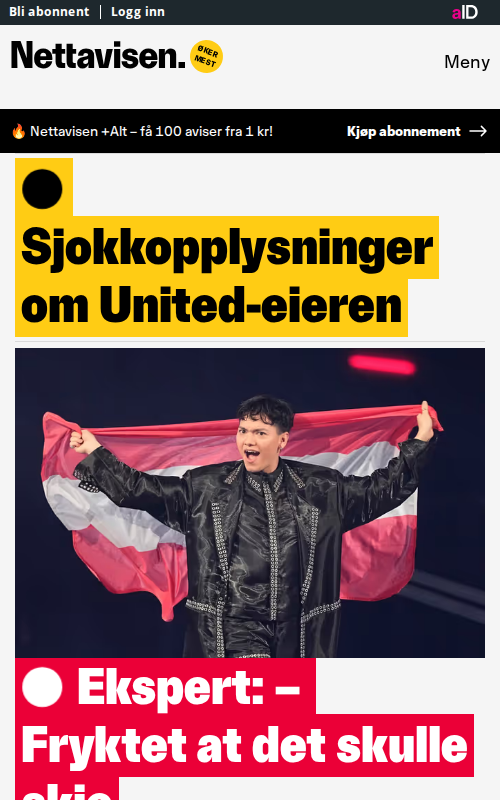 Bli abonnent | Logg inn
aID
Nettavisen.
ØKER
MEST
Meny
🔥 Nettavisen +Alt – få 100 aviser fra 1 kr!
Kjøp abonnement →
Sjokkopplysninger
om United-eieren
Ekspert: –
Fryktet at det skulle
skje